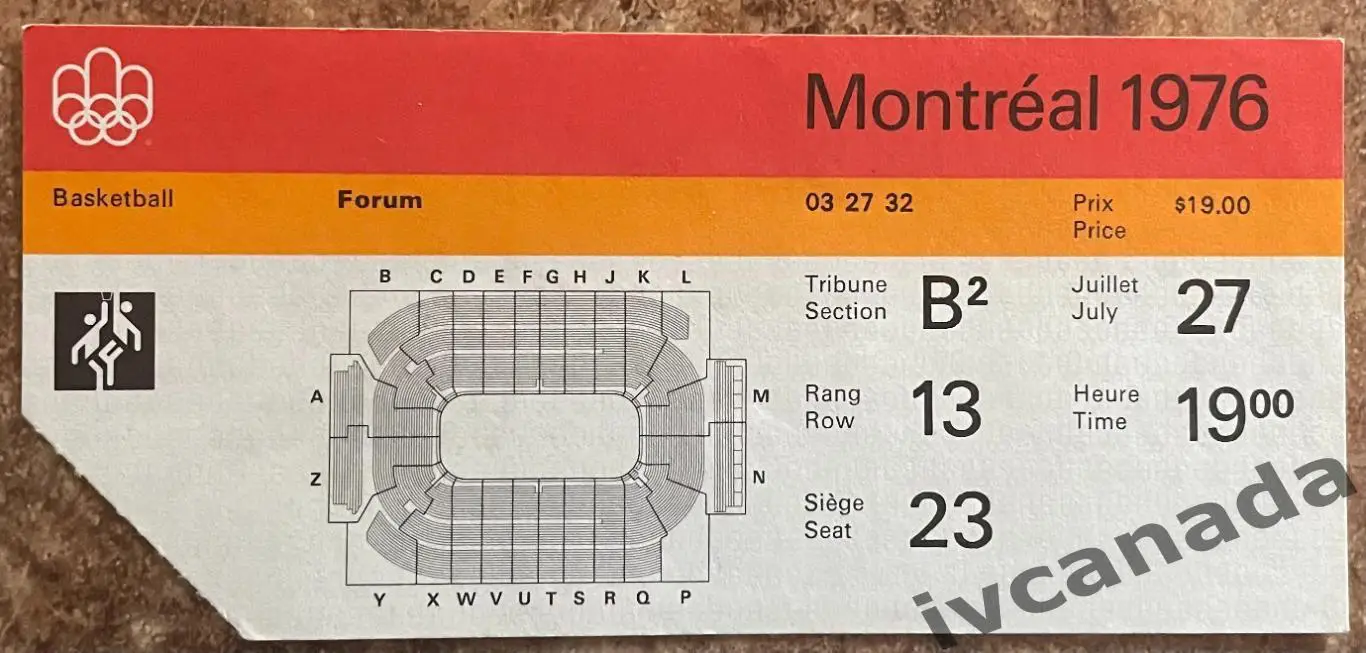 Montréal 1976
Basketball Forum 03 27 32 Prix $19.00
Price
B C D E F G H J K L
Tribune B² Juillet 27
Section July
A M
Rang 13 Heure 19⁰⁰
Row Time
Z N
Siège 23
Seat
Y X W V U T S R Q P
ivcanada